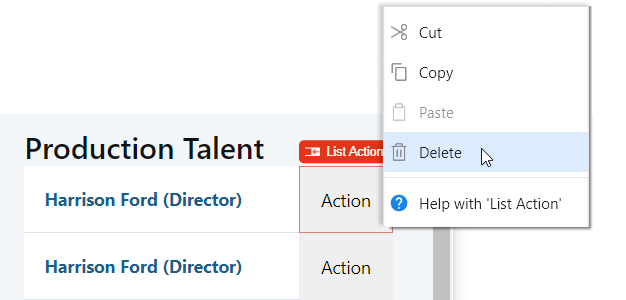 Cut
Copy
Paste
Production Talent
List Action
Delete
Harrison Ford (Director)
Action
Help with 'List Action'
Harrison Ford (Director)
Action